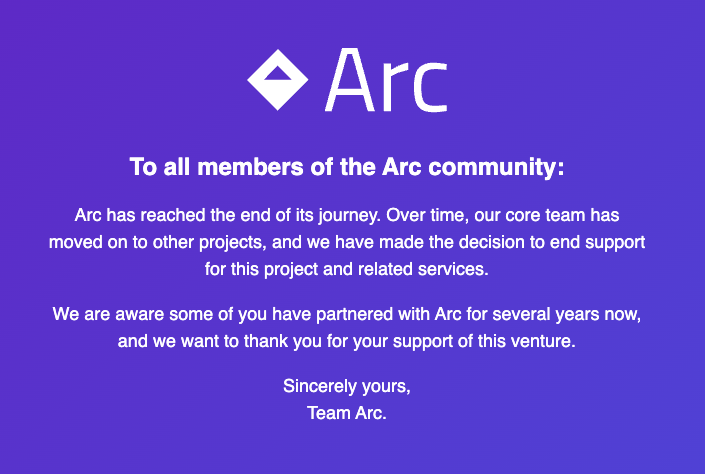 Arc
To all members of the Arc community:
Arc has reached the end of its journey. Over time, our core team has
moved on to other projects, and we have made the decision to end support
for this project and related services.
We are aware some of you have partnered with Arc for several years now,
and we want to thank you for your support of this venture.
Sincerely yours,
Team Arc.